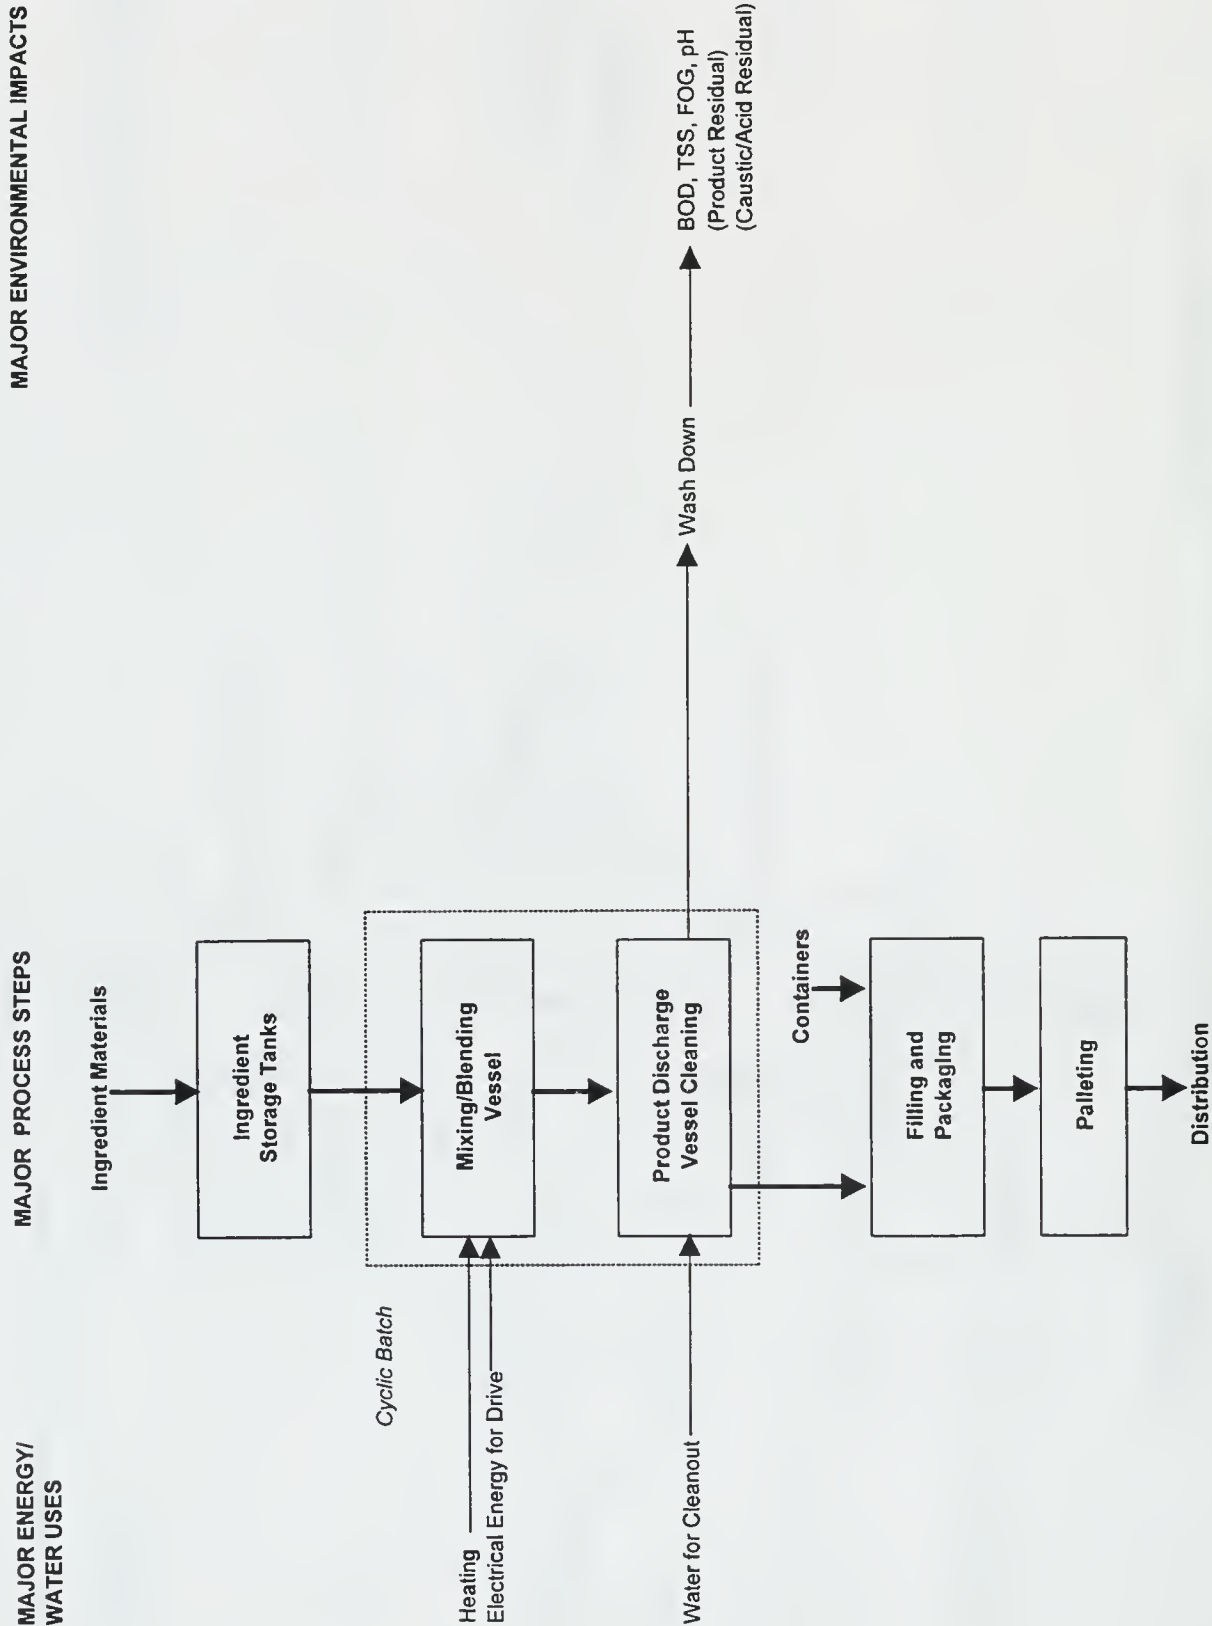 MAJOR ENERGY/
WATER USES
MAJOR PROCESS STEPS
MAJOR ENVIRONMENTAL IMPACTS
Ingredient Materials
Ingredient
Storage Tanks
Cyclic Batch
Heating
Electrical Energy for Drive
Mixing/Blending
Vessel
Water for Cleanout
Product Discharge
Vessel Cleaning
Wash Down
BOD, TSS, FOG, pH
(Product Residual)
(Caustic/Acid Residual)
Containers
Filling and
Packaging
Palleting
Distribution